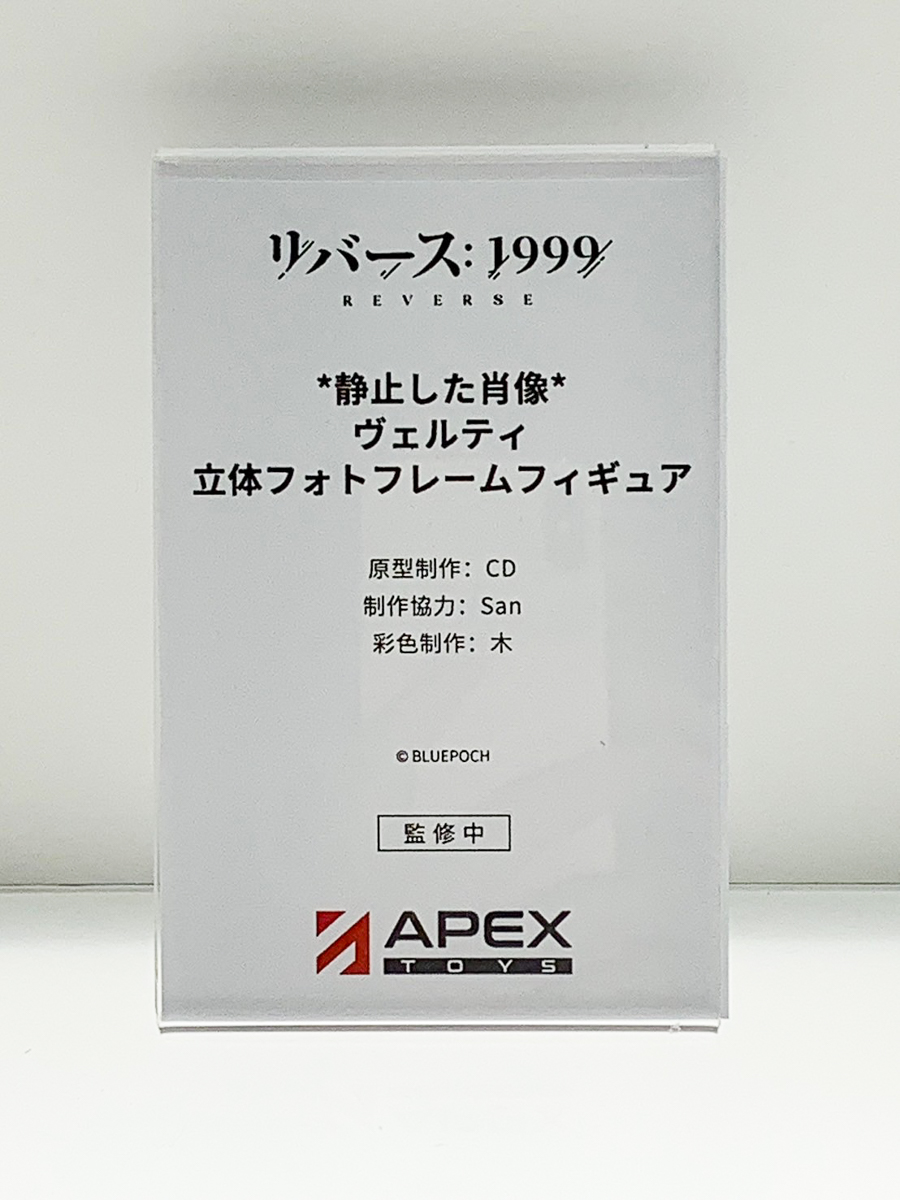 リバース:1999
REVERSE
*静止した肖像*
ヴェルティ
立体フォトフレームフィギュア
原型制作：CD
制作協力：San
彩色制作：木
© BLUEPOCH
監修中
APEX
TOYS